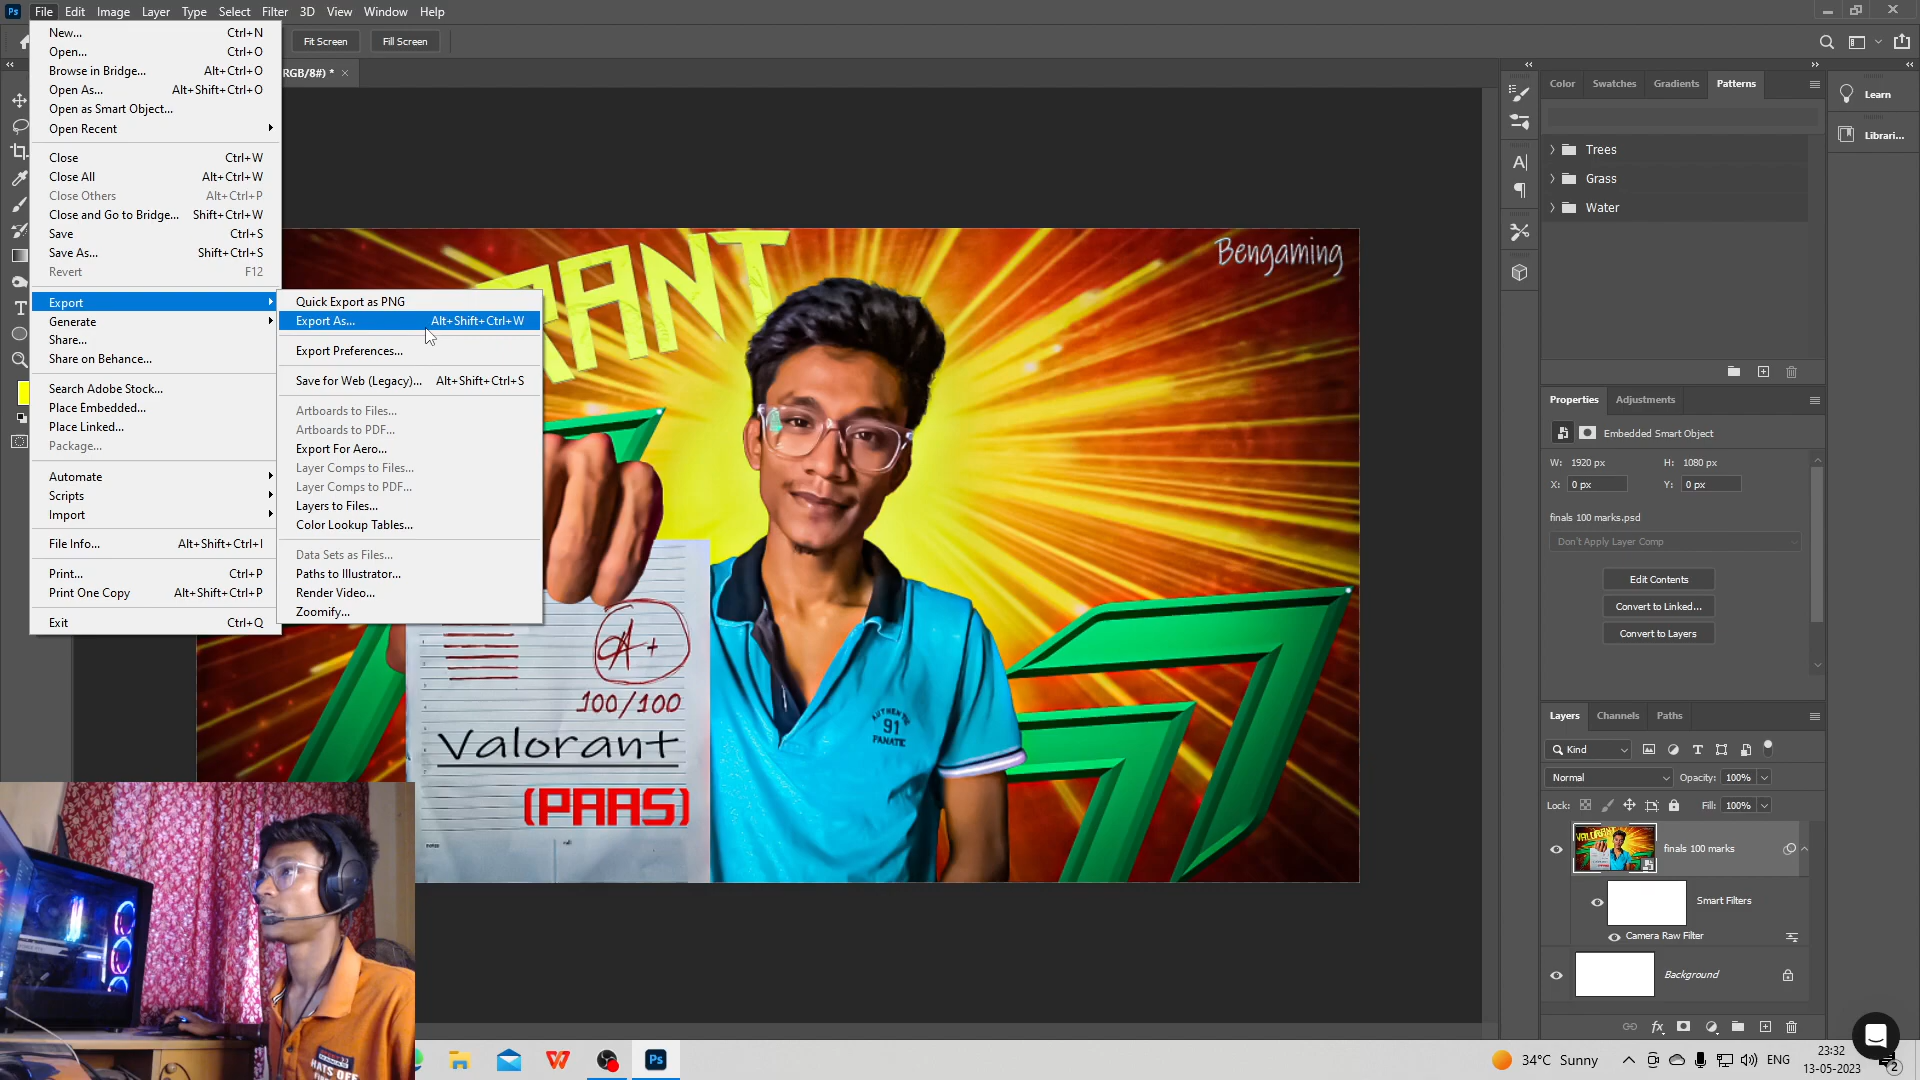 Ps File Edit Image Layer Type Select Filter 3D View Window Help
Fit Screen Fill Screen
RGB/8#) * ×
New... Ctrl+N
Open... Ctrl+O
Browse in Bridge... Alt+Ctrl+O
Open As... Alt+Shift+Ctrl+O
Open as Smart Object...
Open Recent
Close Ctrl+W
Close All Alt+Ctrl+W
Close Others Alt+Ctrl+P
Close and Go to Bridge... Shift+Ctrl+W
Save Ctrl+S
Save As... Shift+Ctrl+S
Revert F12
Export
Generate
Share...
Share on Behance...
Search Adobe Stock...
Place Embedded...
Place Linked...
Package...
Automate
Scripts
Import
File Info... Alt+Shift+Ctrl+I
Print... Ctrl+P
Print One Copy Alt+Shift+Ctrl+P
Exit Ctrl+Q
Quick Export as PNG
Export As... Alt+Shift+Ctrl+W
Export Preferences...
Save for Web (Legacy)... Alt+Shift+Ctrl+S
Artboards to Files...
Artboards to PDF...
Export For Aero...
Layer Comps to Files...
Layer Comps to PDF...
Layers to Files...
Color Lookup Tables...
Data Sets as Files...
Paths to Illustrator...
Render Video...
Zoomify...
RANT
Bengaming
A+
100/100
Valorant
(PAAS)
AUTHENTIC
91
FANATIC
Color Swatches Gradients Patterns
Trees
Grass
Water
Learn
Librari...
Properties Adjustments
Embedded Smart Object
W: 1920 px H: 1080 px
X: 0 px Y: 0 px
finals 100 marks.psd
Don't Apply Layer Comp
Edit Contents
Convert to Linked...
Convert to Layers
Layers Channels Paths
Kind
Normal Opacity: 100%
Lock: Fill: 100%
VALORANT
finals 100 marks
Smart Filters
Camera Raw Filter
Background
HATS OFF
Ps
34°C Sunny
ENG
23:32
13-05-2023
2